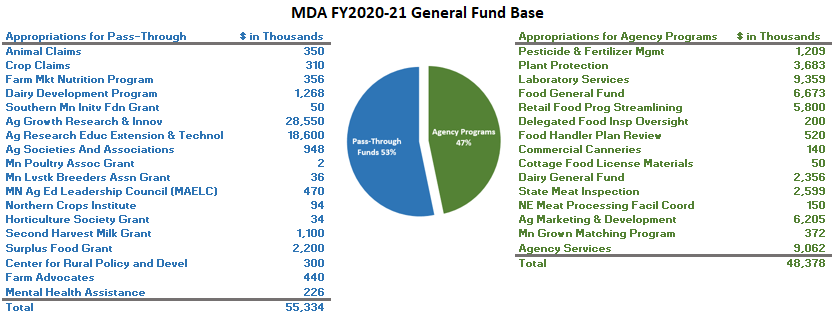 MDA FY2020-21 General Fund Base
Appropriations for Pass-Through $ in Thousands
Animal Claims 350
Crop Claims 310
Farm Mkt Nutrition Program 356
Dairy Development Program 1,268
Southern Mn Initv Fdn Grant 50
Ag Growth Research & Innov 28,550
Ag Research Educ Extension & Technol 18,600
Ag Societies And Associations 948
Mn Poultry Assoc Grant 2
Mn Lvstk Breeders Assn Grant 36
MN Ag Ed Leadership Council (MAELC) 470
Northern Crops Institute 94
Horticulture Society Grant 34
Second Harvest Milk Grant 1,100
Surplus Food Grant 2,200
Center for Rural Policy and Devel 300
Farm Advocates 440
Mental Health Assistance 226
Total 55,334
Pass-Through
Funds 53%
Agency Programs
47%
Appropriations for Agency Programs $ in Thousands
Pesticide & Fertilizer Mgmt 1,209
Plant Protection 3,683
Laboratory Services 9,359
Food General Fund 6,673
Retail Food Prog Streamlining 5,800
Delegated Food Insp Oversight 200
Food Handler Plan Review 520
Commercial Canneries 140
Cottage Food License Materials 50
Dairy General Fund 2,356
State Meat Inspection 2,599
NE Meat Processing Facil Coord 150
Ag Marketing & Development 6,205
Mn Grown Matching Program 372
Agency Services 9,062
Total 48,378